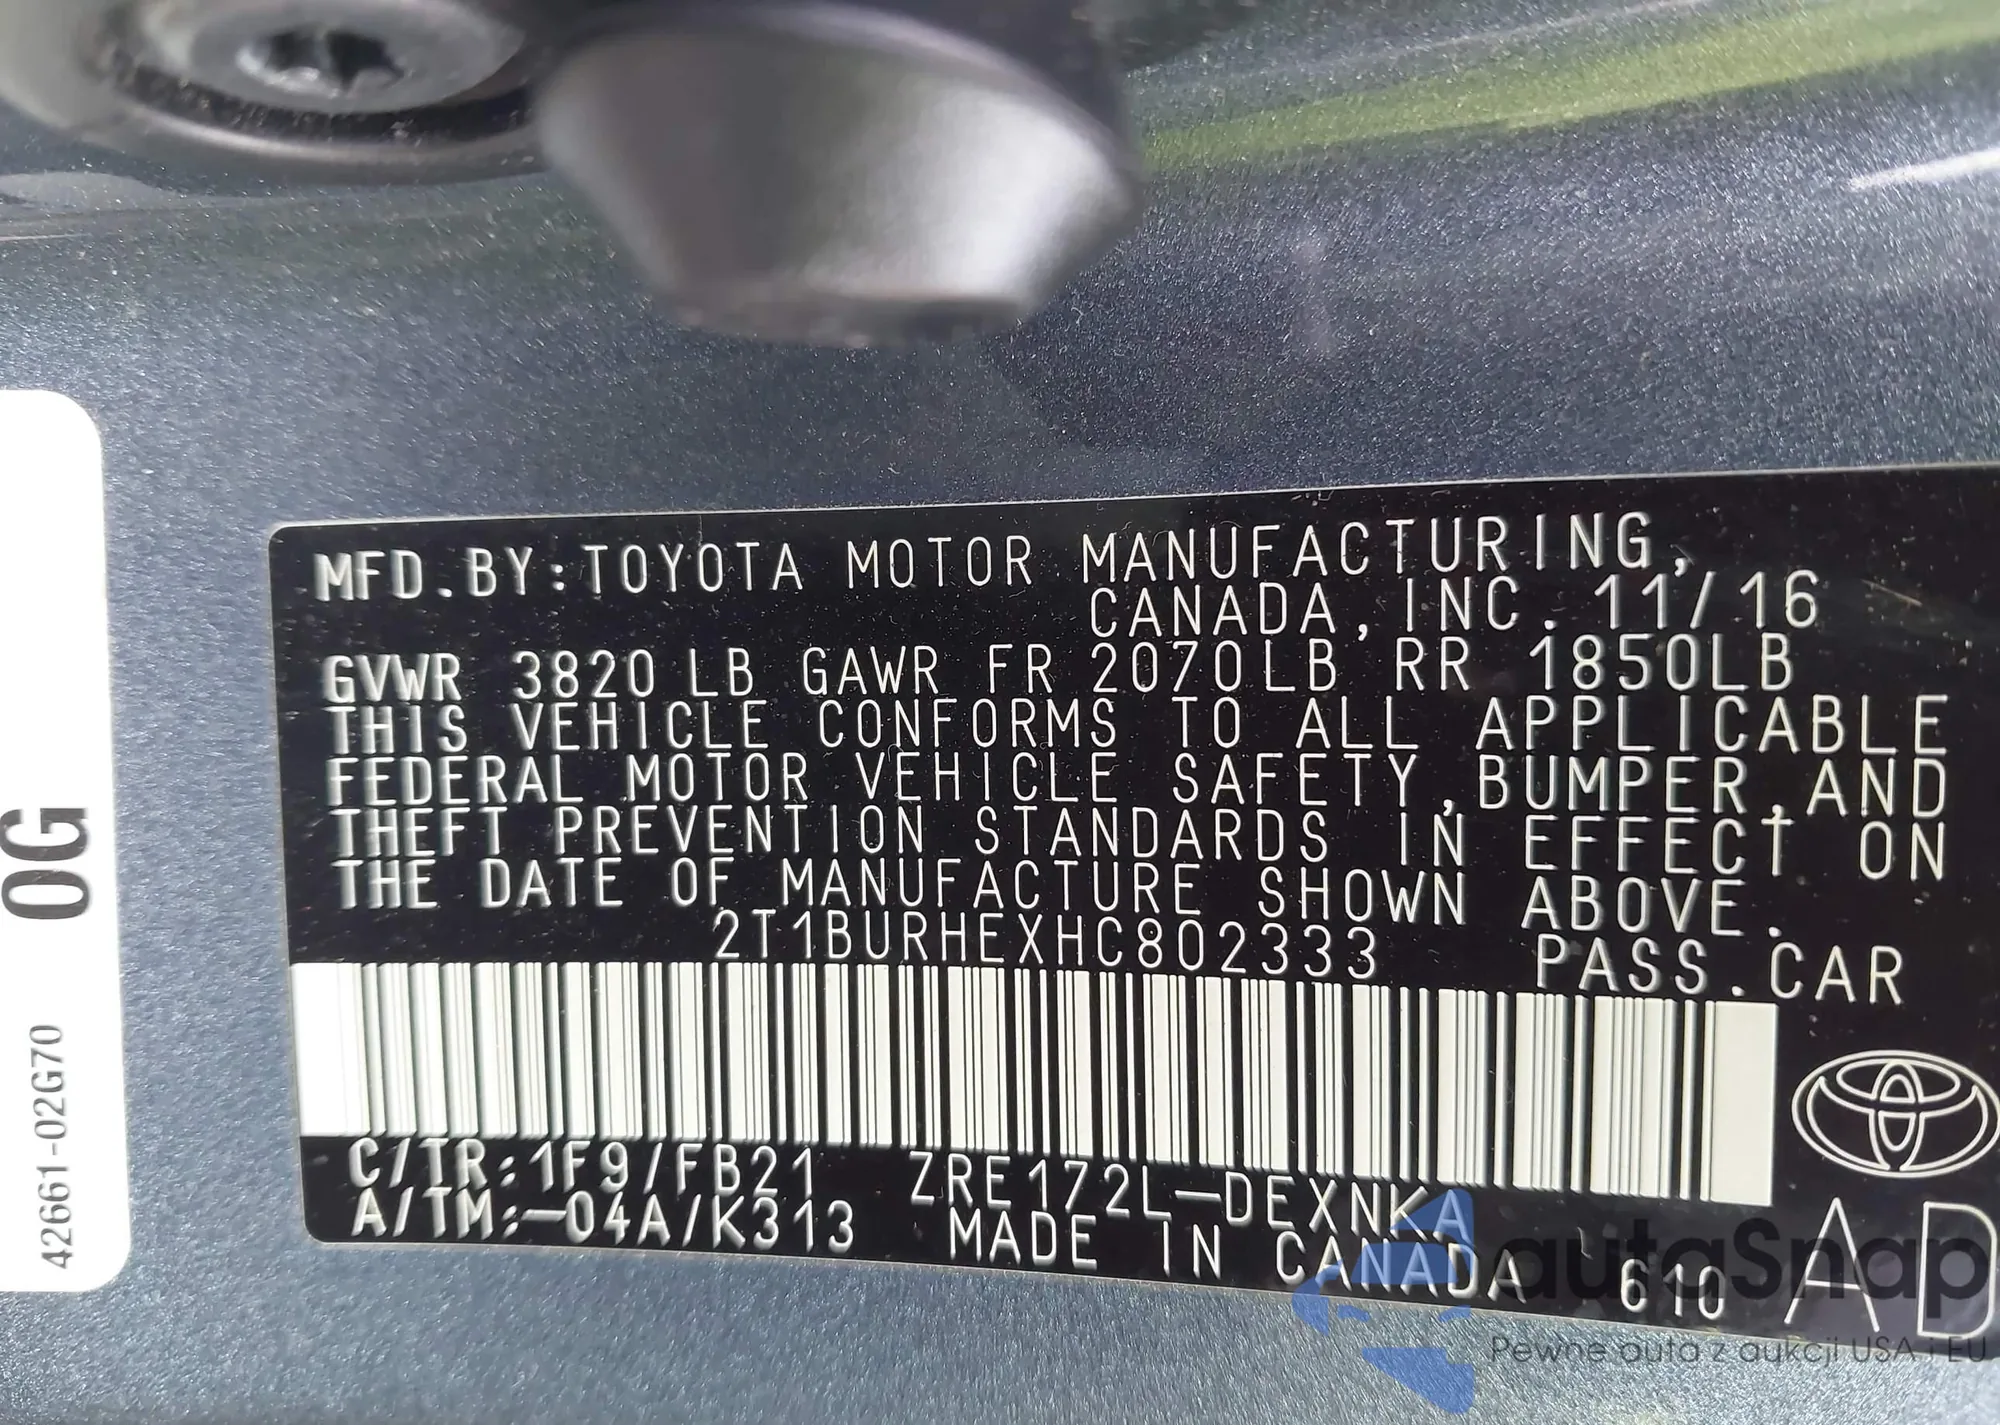 MFD. BY: TOYOTA MOTOR MANUFACTURING,
CANADA, INC. 11/16
GVWR 3820 LB GAWR FR 2070LB RR 1850LB
THIS VEHICLE CONFORMS TO ALL APPLICABLE
FEDERAL MOTOR VEHICLE SAFETY, BUMPER, AND
THEFT PREVENTION STANDARDS IN EFFECT ON
THE DATE OF MANUFACTURE SHOWN ABOVE.
2T1BURHEXHC802333 PASS. CAR
C/TR: 1F9/FB21 ZRE172L-DEXNKA
A/TM: -04A/K313 MADE IN CANADA 610 AD
0G
42661-02G70
autoSnap
Pewne auta z aukcji USA i EU